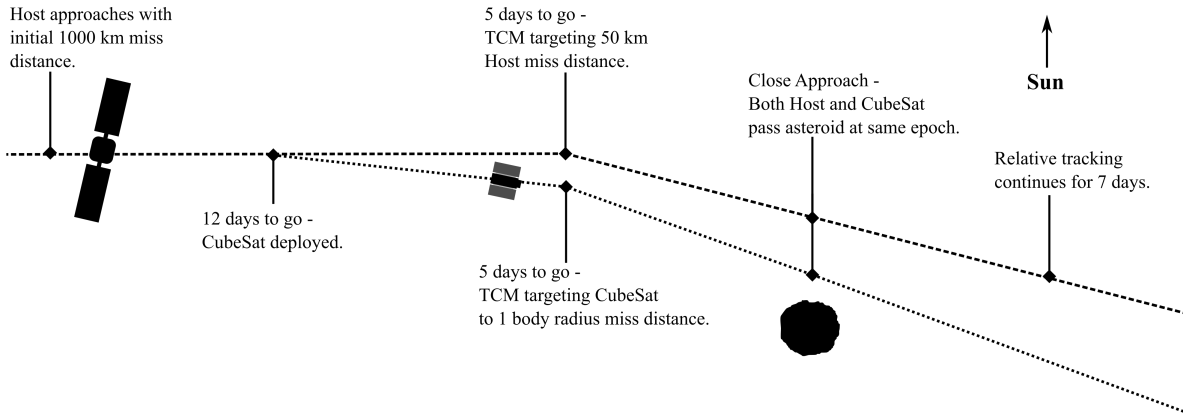 Host approaches with
initial 1000 km miss
distance.
5 days to go -
TCM targeting 50 km
Host miss distance.
Close Approach -
Both Host and CubeSat
pass asteroid at same epoch.
Sun
Relative tracking
continues for 7 days.
12 days to go -
CubeSat deployed.
5 days to go -
TCM targeting CubeSat
to 1 body radius miss distance.